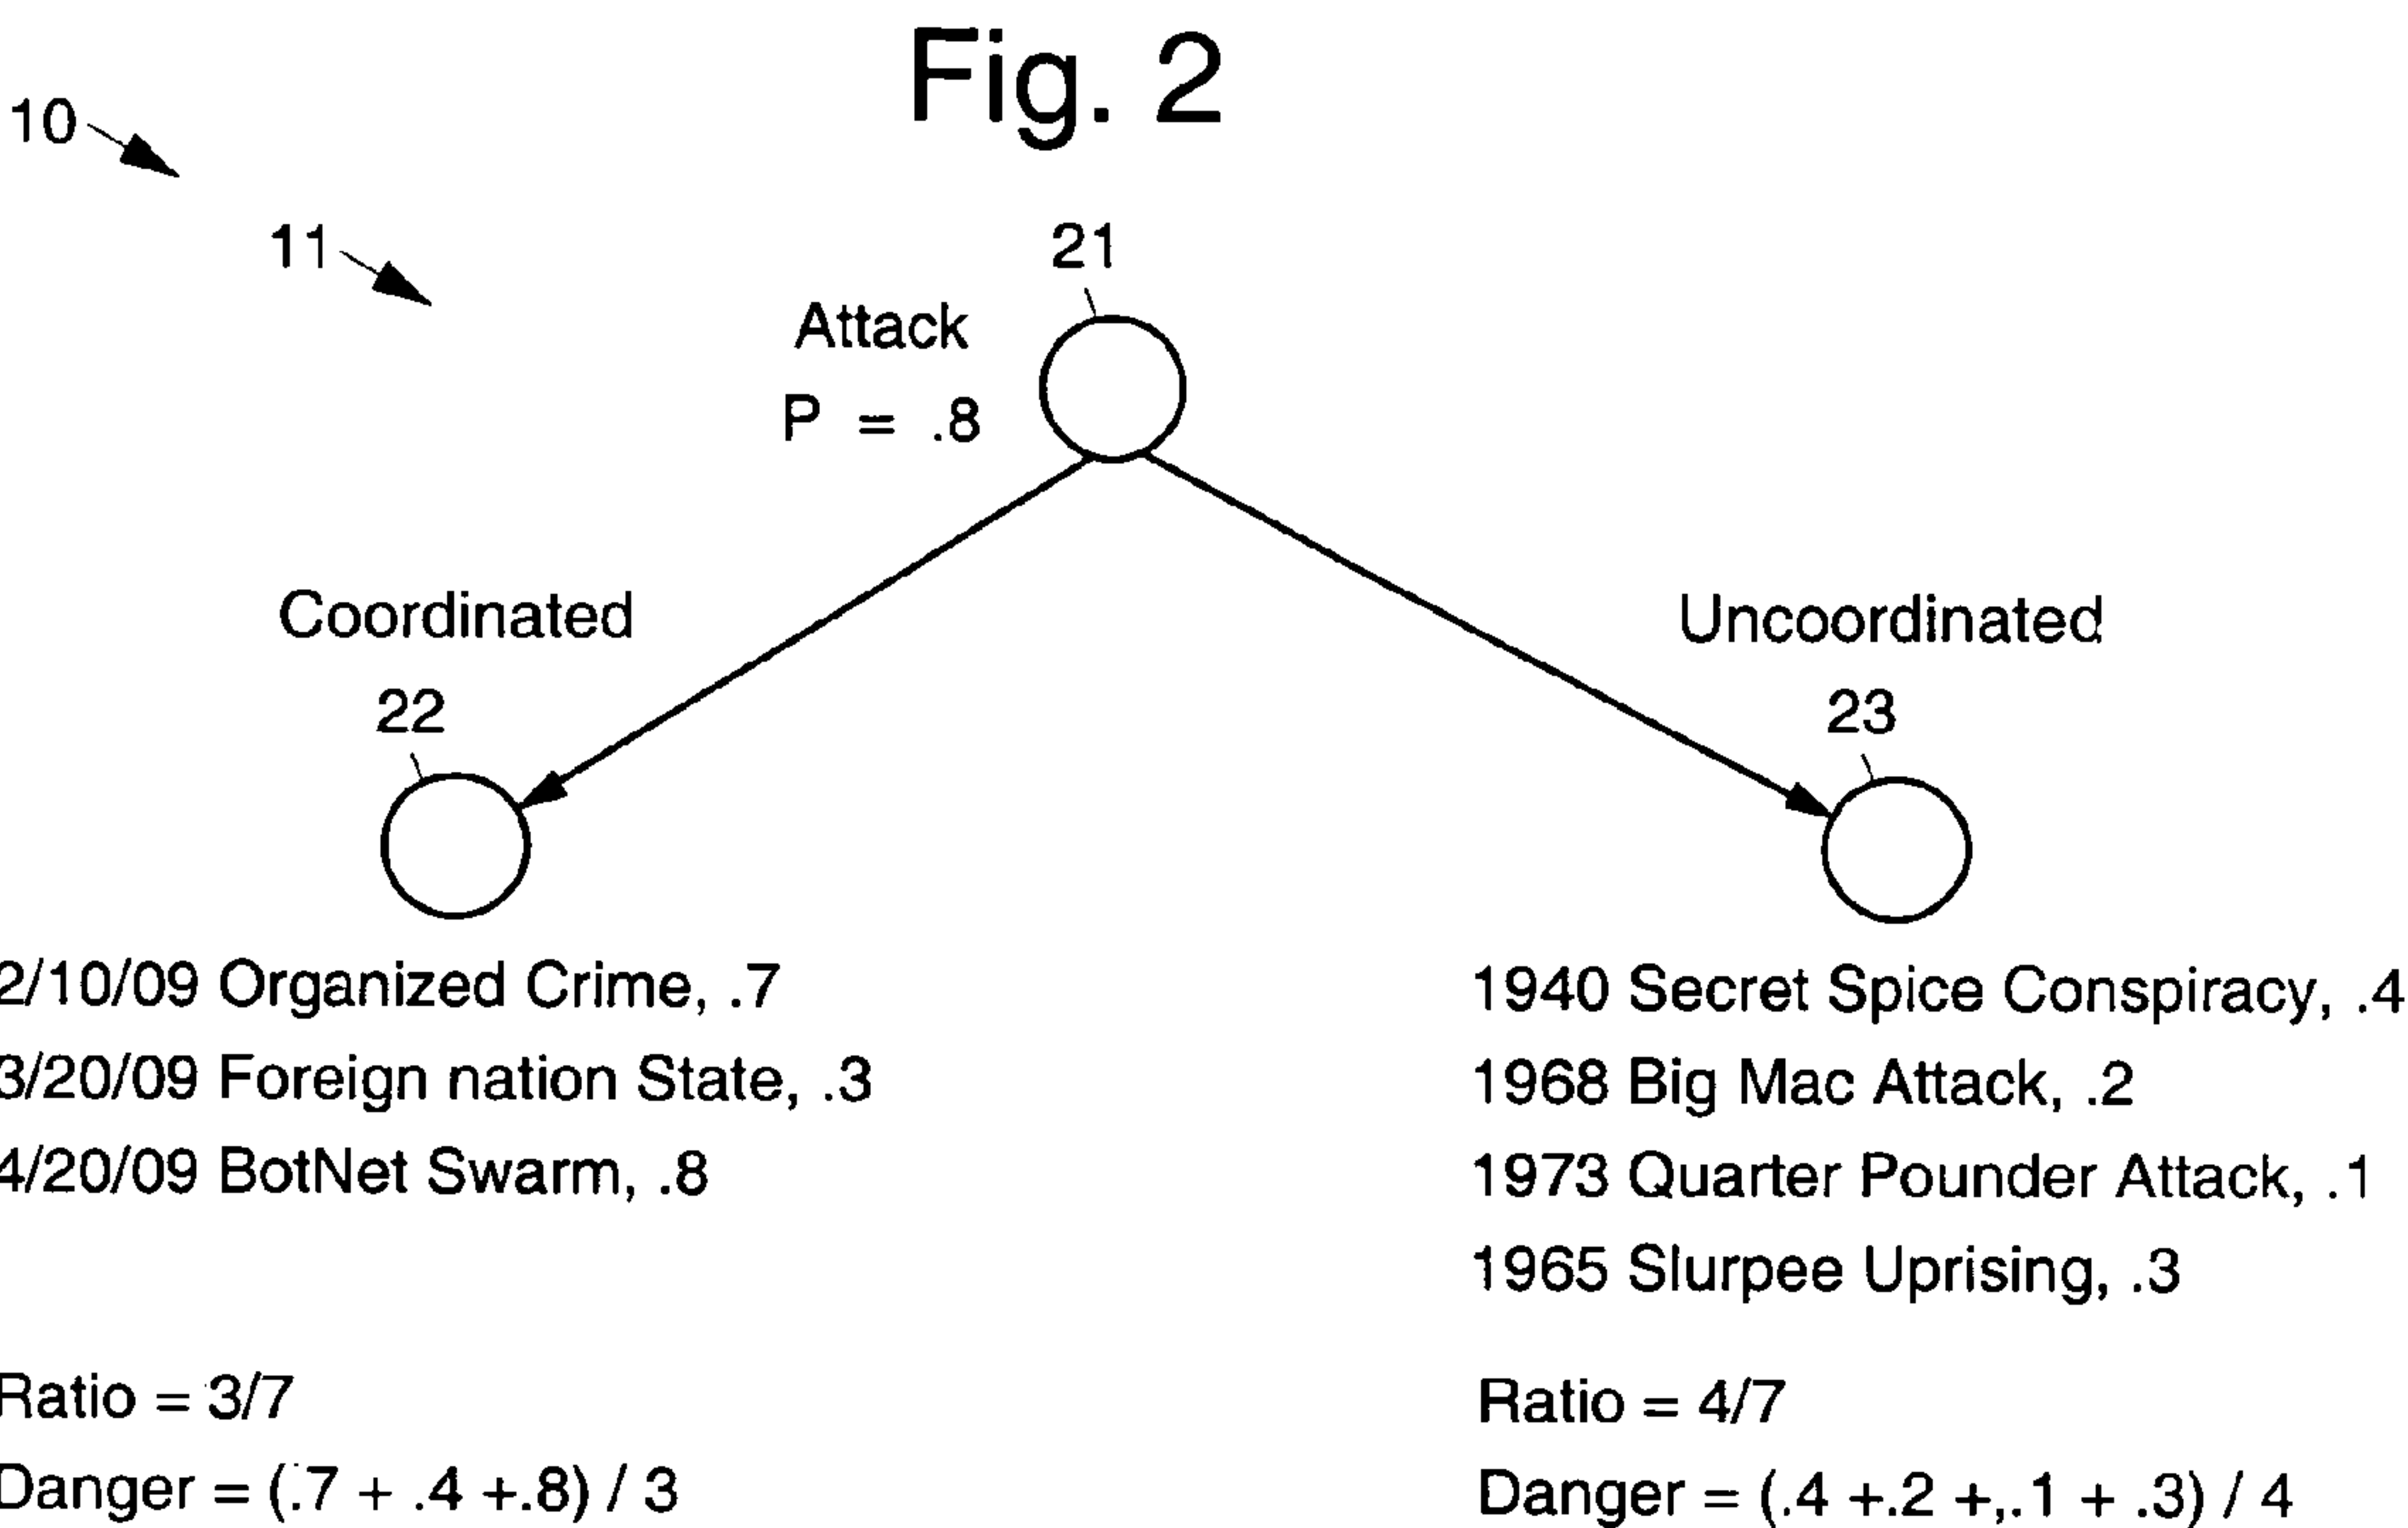 Fig. 2
10
11
21
Attack
P = .8
Coordinated
Uncoordinated
22
23
2/10/09 Organized Crime, .7
3/20/09 Foreign nation State, .3
4/20/09 BotNet Swarm, .8
1940 Secret Spice Conspiracy, .4
1968 Big Mac Attack, .2
1973 Quarter Pounder Attack, .1
1965 Slurpee Uprising, .3
Ratio = 3/7
Danger = (.7 + .4 +.8) / 3
Ratio = 4/7
Danger = (.4 +.2 +,.1 + .3) / 4